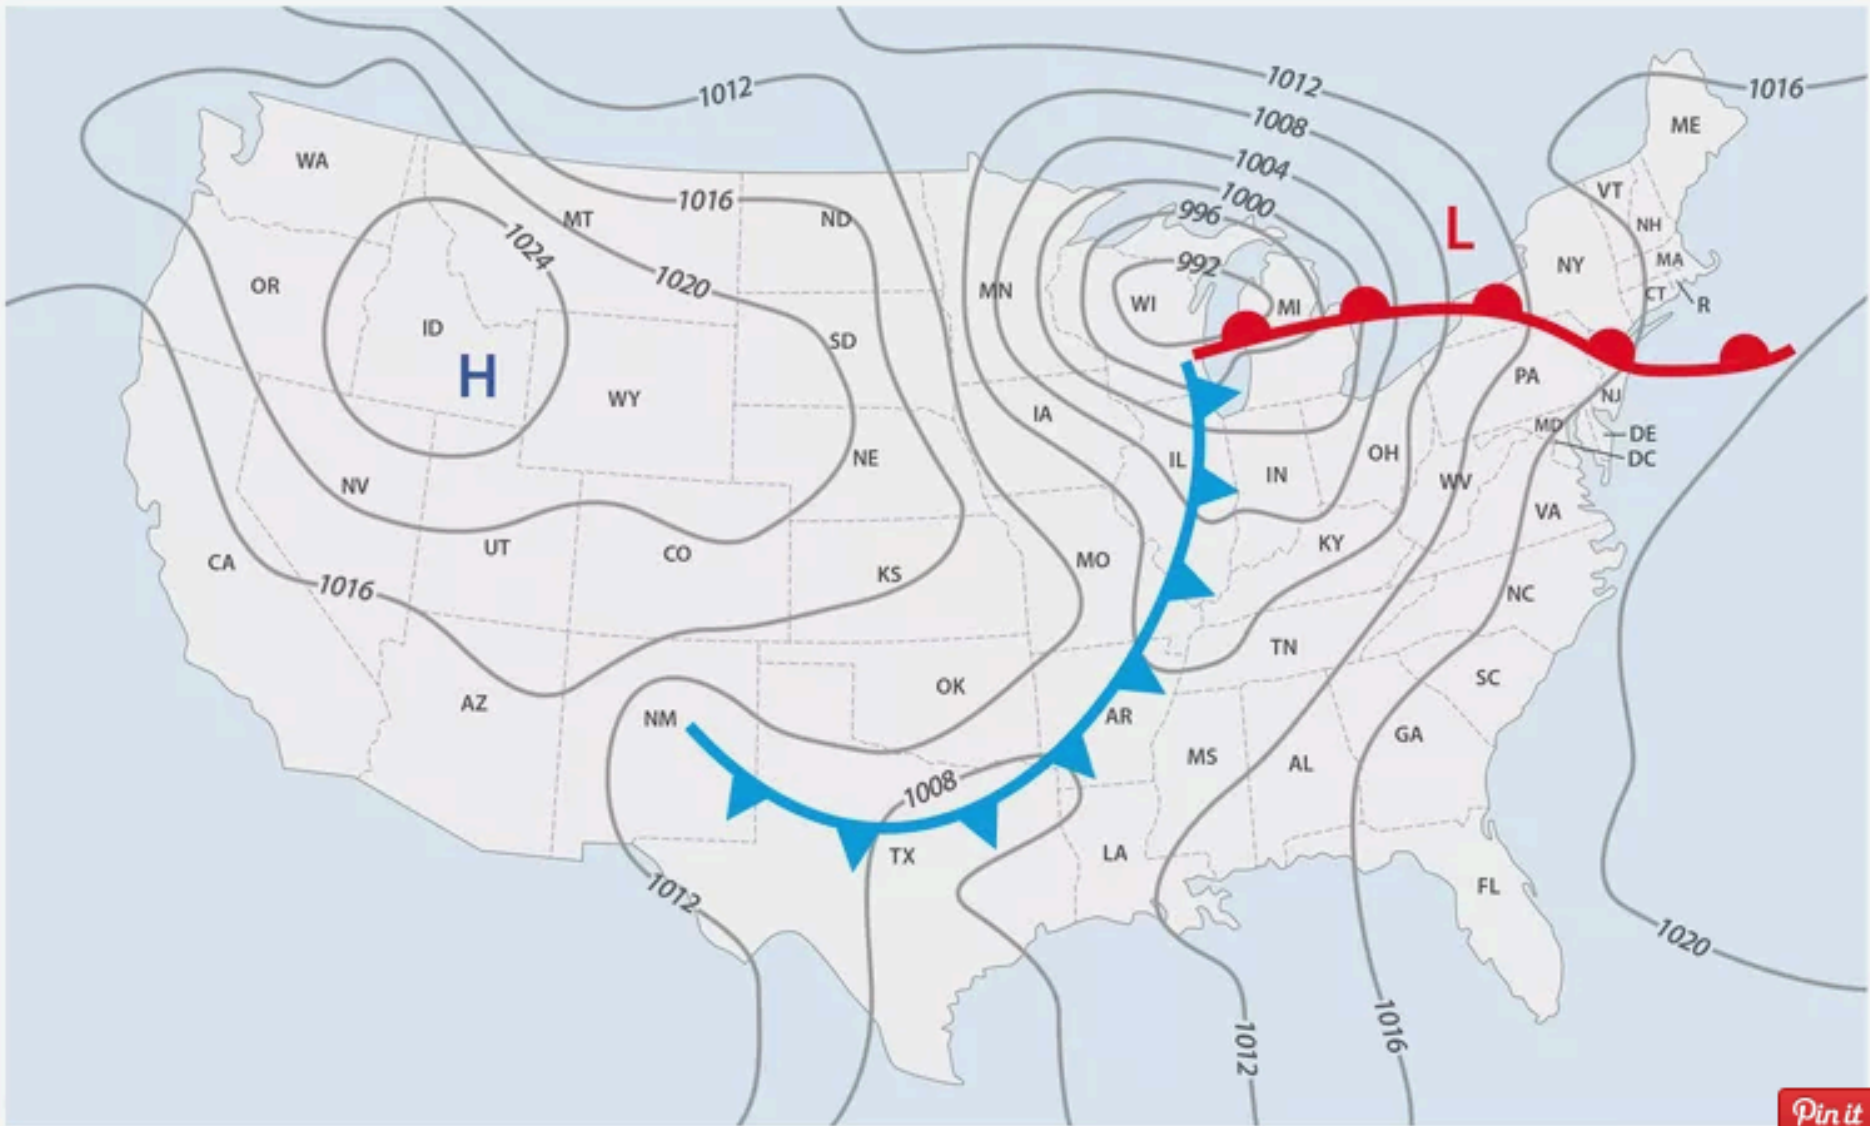 1012
1012
1016
1008
ME
1004
WA
1000
VT
1016
996
MT
ND
NH
L
1024
MA
992
NY
1020
OR
MN
CT
WI
MI
R
ID
SD
H
PA
WY
NJ
IA
MD
DE
OH
DC
NE
IL
IN
WV
NV
VA
KY
UT
CO
MO
CA
KS
1016
NC
TN
SC
OK
AZ
NM
AR
GA
MS
AL
1008
TX
LA
FL
1012
1020
1016
1012
Pin it